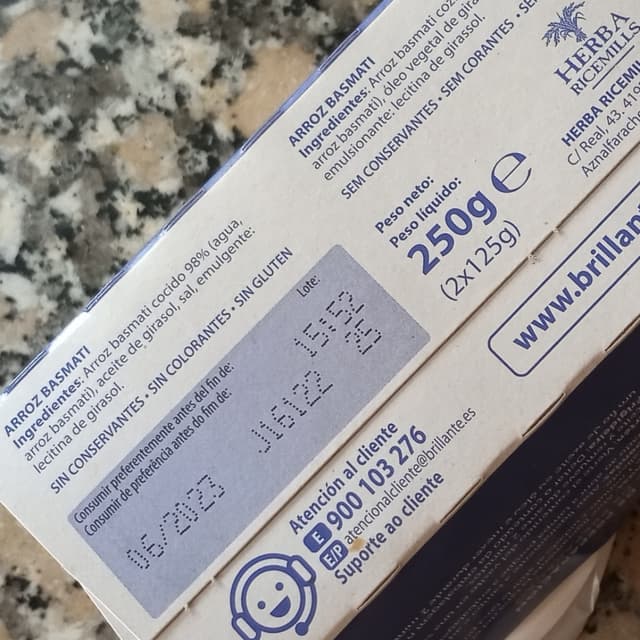 ARROZ BASMATI
Ingredientes: Arroz basmati cocido 98% (agua,
arroz basmati), aceite de girasol, sal, emulgente:
lecitina de girasol.
SIN CONSERVANTES • SIN COLORANTES • SIN GLUTEN
Consumir preferentemente antes del fin de:
Consumir de preferência antes do fim de:
Lote:
06/2023
J16122
15:52
A5
ARROZ BASMATI
Ingredientes: Arroz basmati
arroz basmati), óleo vegetal de
emulsionante: lecitina de girassol.
SEM CONSERVANTES • SEM CORANTES •
Peso neto:
Peso líquido:
250g e
(2x125g)
HERBA
RICEMILLS
HERBA
C/ Real, 43
www.
Atención al cliente
E 900 103 276
E/P atencionalcliente@brillante.es
Suporte ao cliente